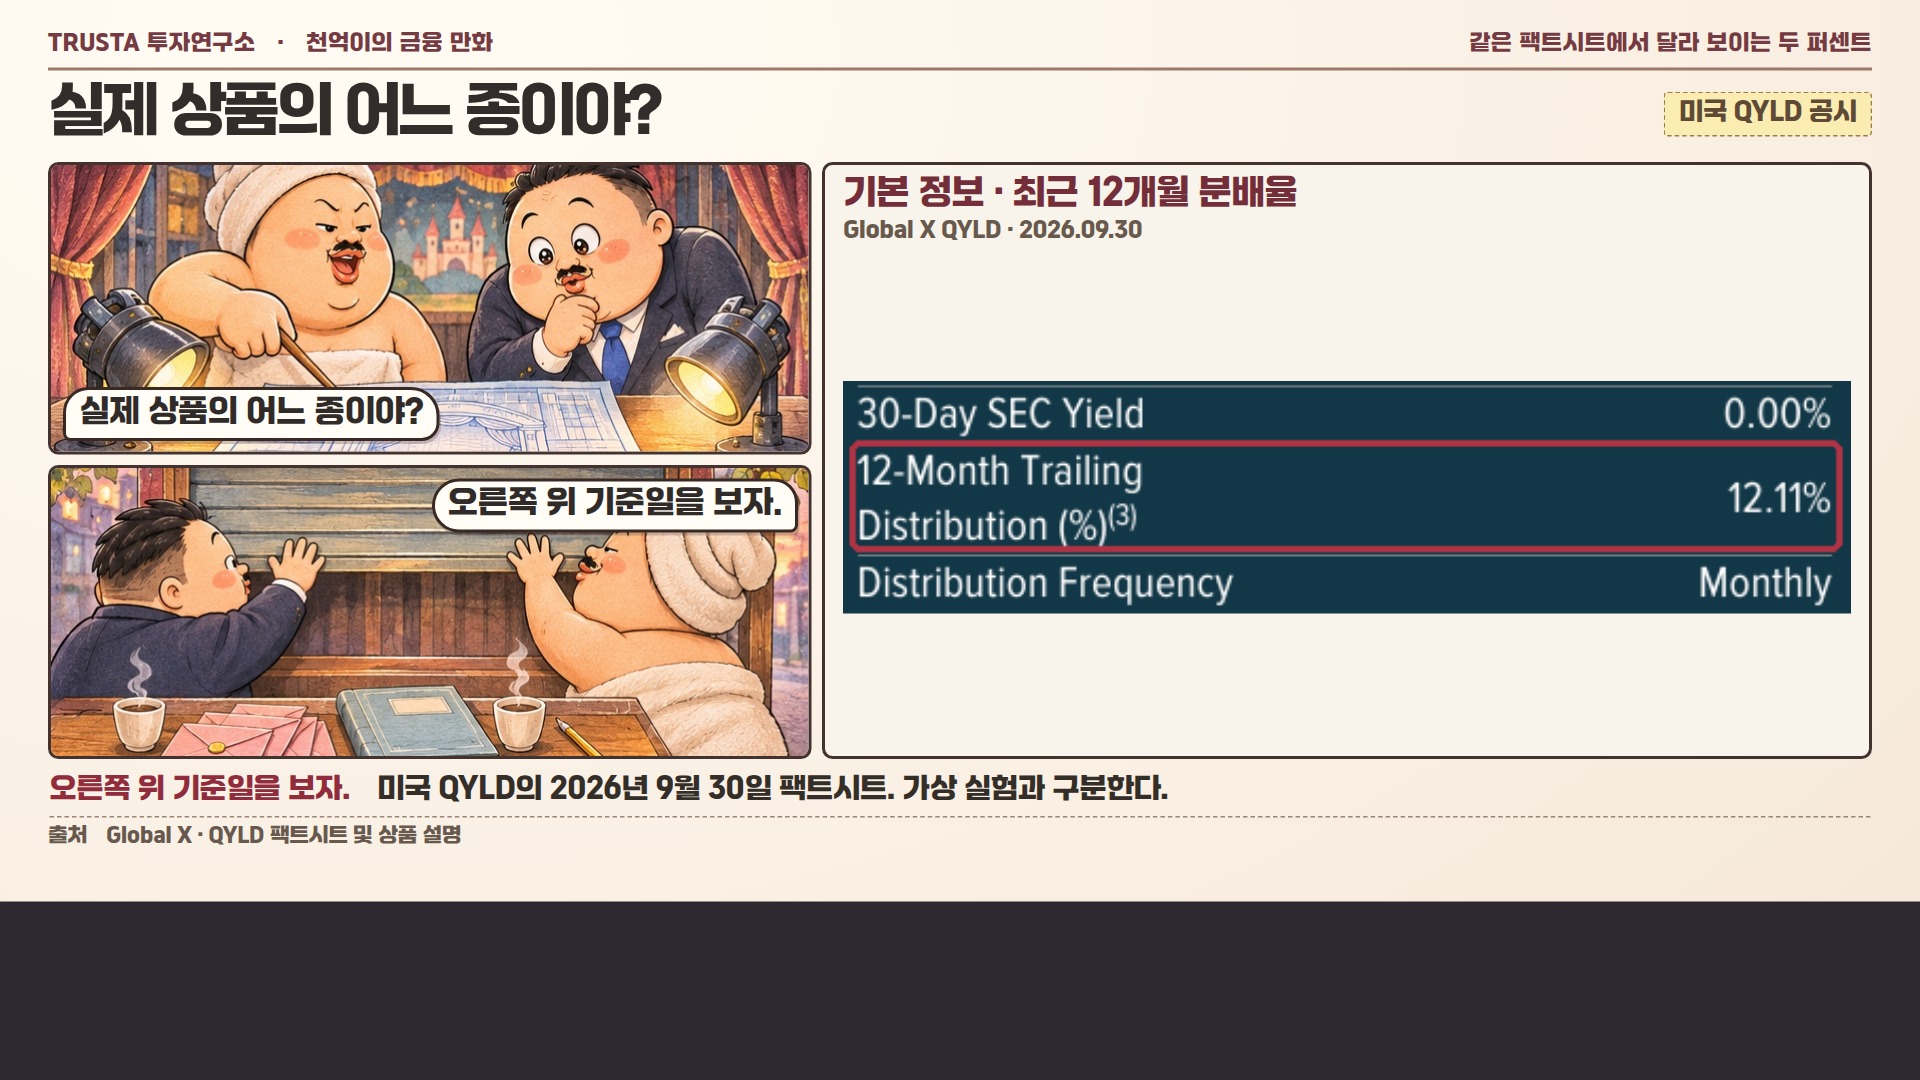 TRUSTA 투자연구소 · 천억이의 금융 만화
같은 팩트시트에서 달라 보이는 두 퍼센트
실제 상품의 어느 종이야?
미국 QYLD 공시
실제 상품의 어느 종이야?
오른쪽 위 기준일을 보자.
기본 정보 · 최근 12개월 분배율
Global X QYLD · 2026.09.30
30-Day SEC Yield 0.00%
12-Month Trailing
Distribution (%)(3) 12.11%
Distribution Frequency Monthly
오른쪽 위 기준일을 보자. 미국 QYLD의 2026년 9월 30일 팩트시트. 가상 실험과 구분한다.
출처 Global X · QYLD 팩트시트 및 상품 설명